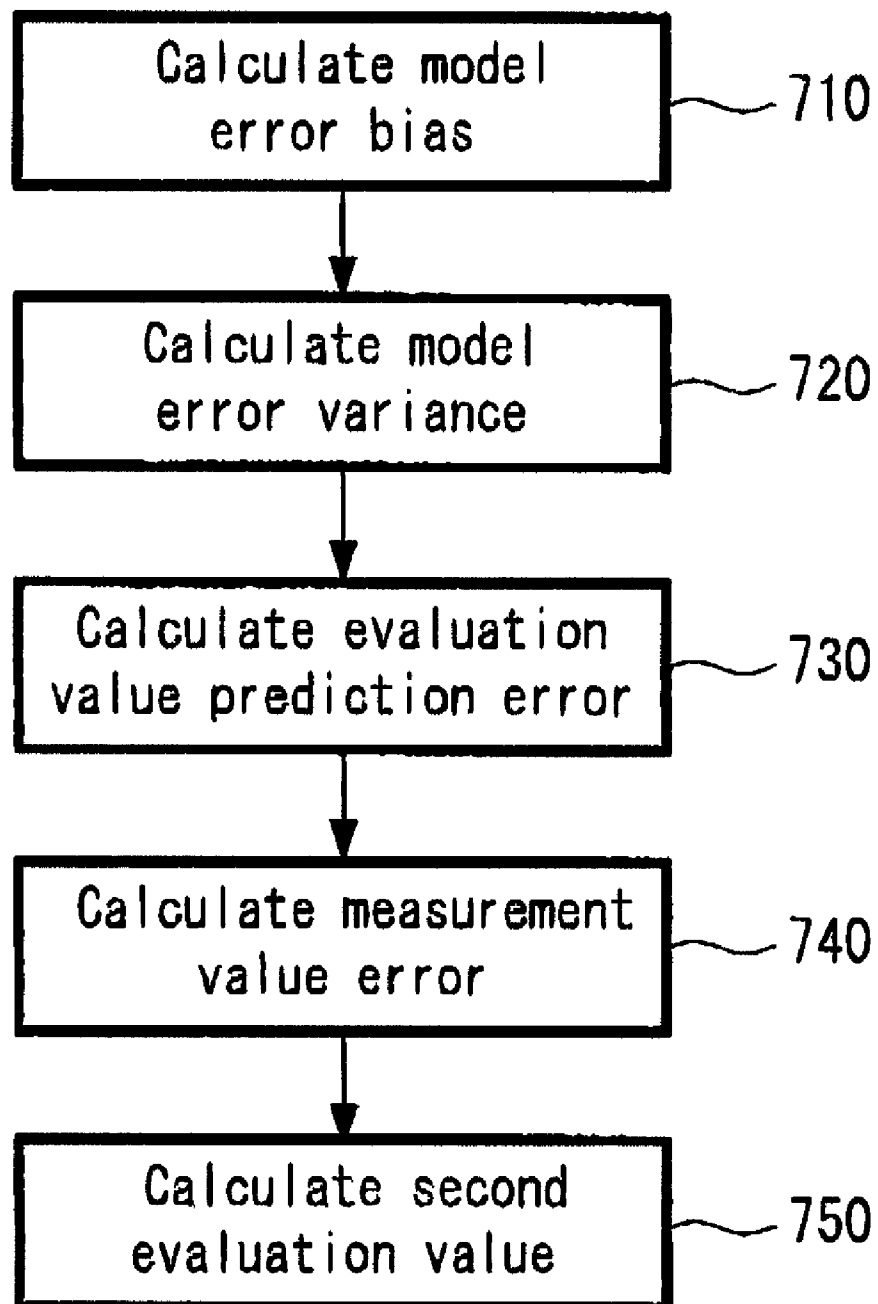 Calculate model
error bias
710
Calculate model
error variance
720
Calculate evaluation
value prediction error
730
Calculate measurement
value error
740
Calculate second
evaluation value
750